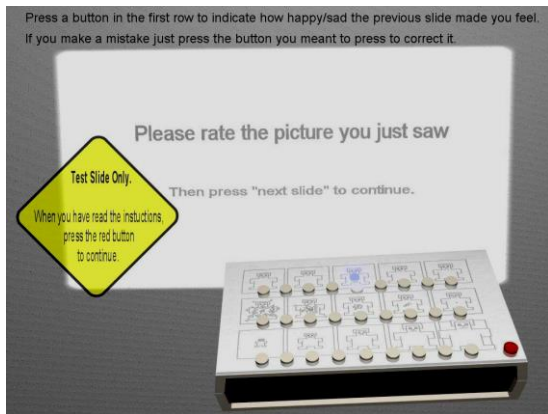 Press a button in the first row to indicate how happy/sad the previous slide made you feel.
If you make a mistake just press the button you meant to press to correct it.
Please rate the picture you just saw
Then press "next slide" to continue.
Test Slide Only.
When you have read the instuctions,
press the red button
to continue.